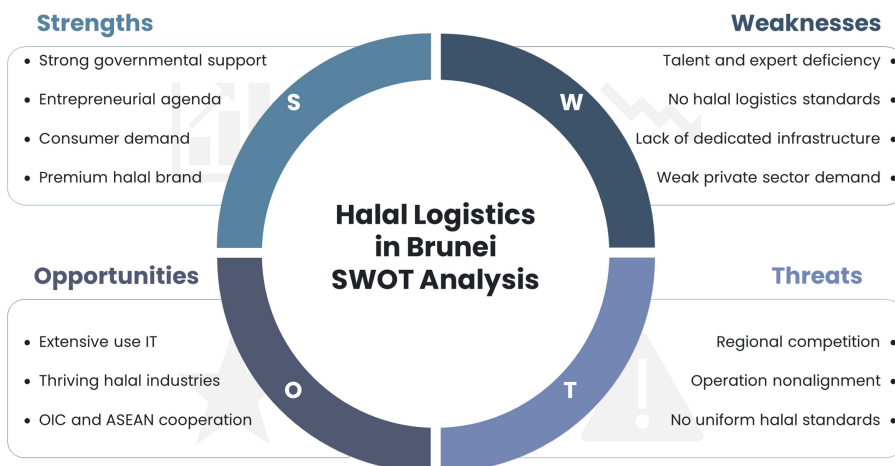 Strengths
• Strong governmental support
• Entrepreneurial agenda
• Consumer demand
• Premium halal brand
S
Weaknesses
Talent and expert deficiency •
No halal logistics standards •
Lack of dedicated infrastructure •
Weak private sector demand •
W
Halal Logistics
in Brunei
SWOT Analysis
Opportunities
• Extensive use IT
• Thriving halal industries
• OIC and ASEAN cooperation
O
Threats
Regional competition •
Operation nonalignment •
No uniform halal standards •
T